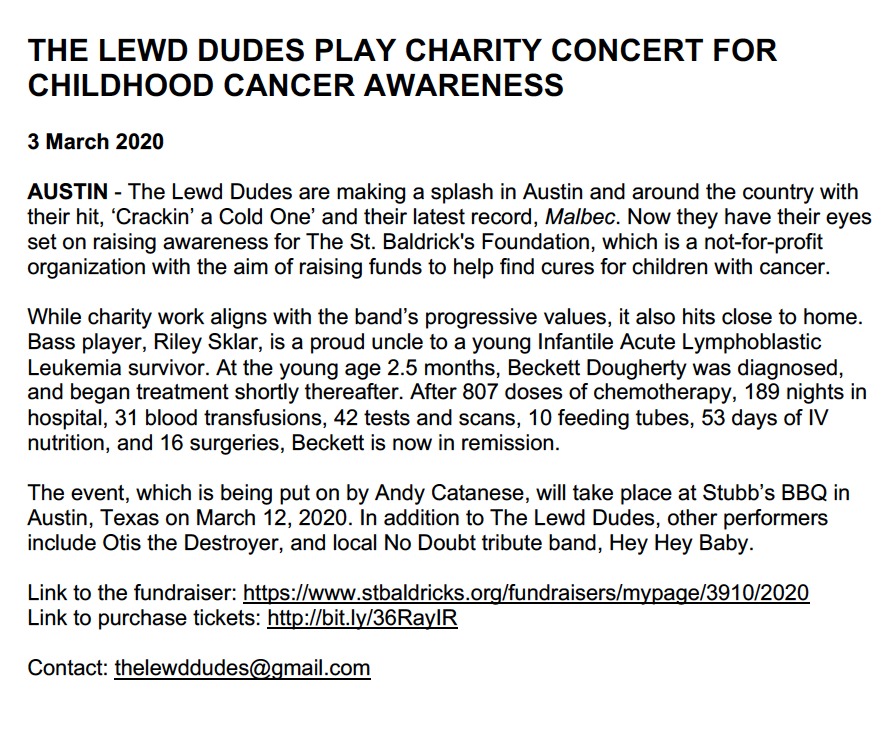 THE LEWD DUDES PLAY CHARITY CONCERT FOR
CHILDHOOD CANCER AWARENESS
3 March 2020
AUSTIN - The Lewd Dudes are making a splash in Austin and around the country with
their hit, ‘Crackin’ a Cold One’ and their latest record, Malbec. Now they have their eyes
set on raising awareness for The St. Baldrick's Foundation, which is a not-for-profit
organization with the aim of raising funds to help find cures for children with cancer.
While charity work aligns with the band’s progressive values, it also hits close to home.
Bass player, Riley Sklar, is a proud uncle to a young Infantile Acute Lymphoblastic
Leukemia survivor. At the young age 2.5 months, Beckett Dougherty was diagnosed,
and began treatment shortly thereafter. After 807 doses of chemotherapy, 189 nights in
hospital, 31 blood transfusions, 42 tests and scans, 10 feeding tubes, 53 days of IV
nutrition, and 16 surgeries, Beckett is now in remission.
The event, which is being put on by Andy Catanese, will take place at Stubb’s BBQ in
Austin, Texas on March 12, 2020. In addition to The Lewd Dudes, other performers
include Otis the Destroyer, and local No Doubt tribute band, Hey Hey Baby.
Link to the fundraiser: https://www.stbaldricks.org/fundraisers/mypage/3910/2020
Link to purchase tickets: http://bit.ly/36RayIR
Contact: thelewddudes@gmail.com